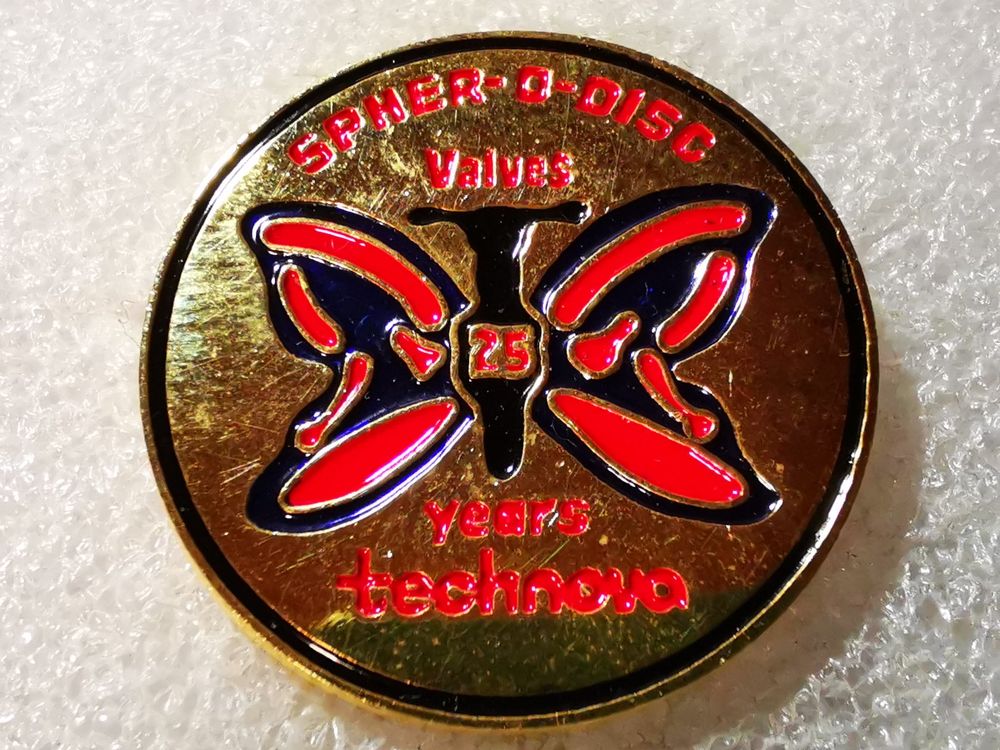 SPHER-O-DISC
Valves
25
years
technova